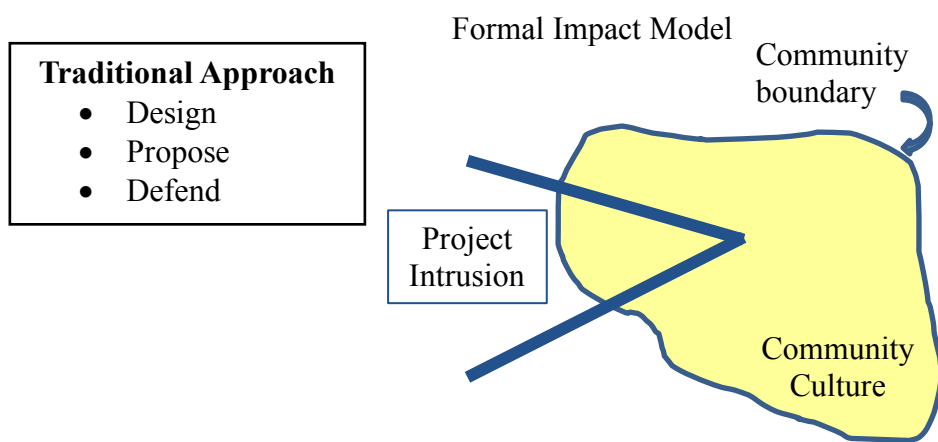 Formal Impact Model
Traditional Approach
• Design
• Propose
• Defend
Community
boundary
Project
Intrusion
Community
Culture